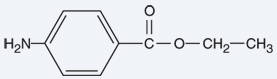 O
H₂N C O CH₂ CH₃